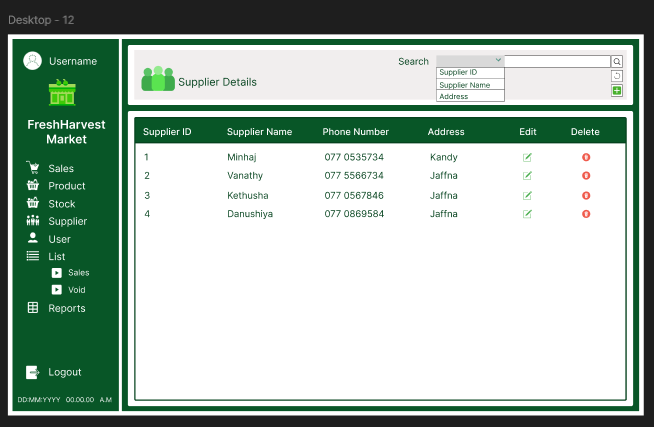 Desktop - 12
Username
FreshHarvest
Market
Sales
Product
Stock
Supplier
User
List
Sales
Void
Reports
Logout
DD:MM:YYYY 00.00.00 A.M
Supplier Details
Search
Supplier ID
Supplier Name
Address
Supplier ID Supplier Name Phone Number Address Edit Delete
1 Minhaj 077 0535734 Kandy
2 Vanathy 077 5566734 Jaffna
3 Kethusha 077 0567846 Jaffna
4 Danushiya 077 0869584 Jaffna